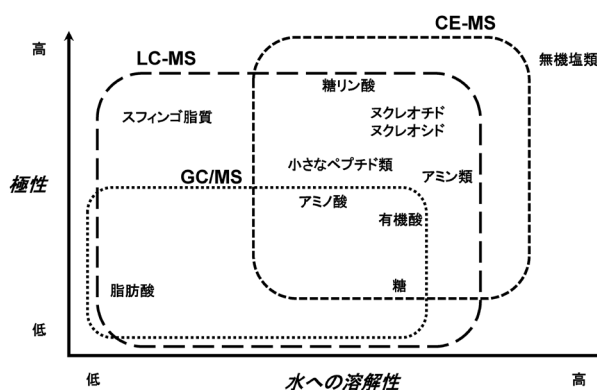 CE-MS
高
LC-MS
無機塩類
糖リン酸
スフィンゴ脂質
ヌクレオチド
ヌクレオシド
小さなペプチド類
GC/MS
アミン類
極性
アミノ酸
有機酸
脂肪酸
糖
低
低
水への溶解性
高